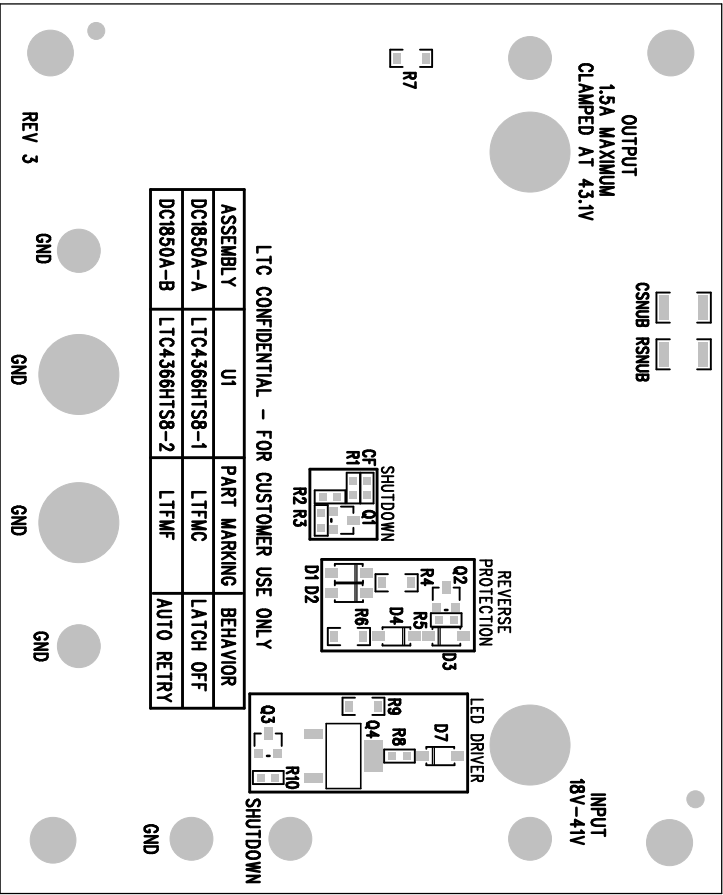 OUTPUT
1.5A MAXIMUM
CLAMPED AT 43.1V
R7
REV 3
CSNUB
RSNUB
GND
GND
GND
GND
GND
LTC CONFIDENTIAL - FOR CUSTOMER USE ONLY
ASSEMBLY U1 PART MARKING BEHAVIOR
DC1850A-A LTC4366HTS8-1 LTFMC LATCH OFF
DC1850A-B LTC4366HTS8-2 LTFMF AUTO RETRY
SHUTDOWN
CF
R1
Q1
R2
R3
REVERSE
PROTECTION
Q2
R4
R5
D3
D1
D2
D4
R6
LED DRIVER
D7
R9
R8
Q4
Q3
R10
INPUT
18V-41V
SHUTDOWN